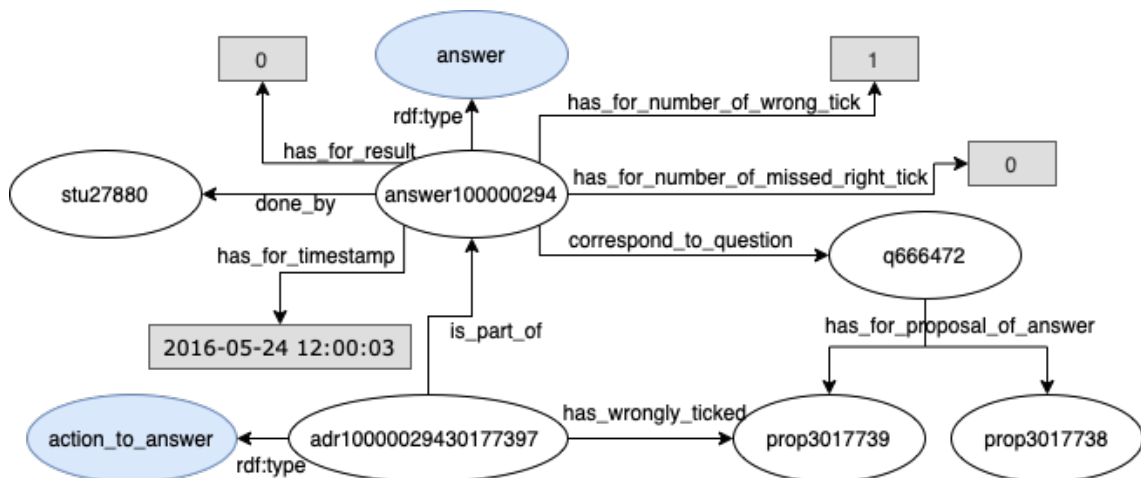 0
answer
1
has_for_number_of_wrong_tick
rdf:type
has_for_result
stu27880
done_by
answer100000294
has_for_number_of_missed_right_tick
0
has_for_timestamp
correspond_to_question
q666472
2016-05-24 12:00:03
is_part_of
has_for_proposal_of_answer
action_to_answer
rdf:type
adr10000029430177397
has_wrongly_ticked
prop3017739
prop3017738